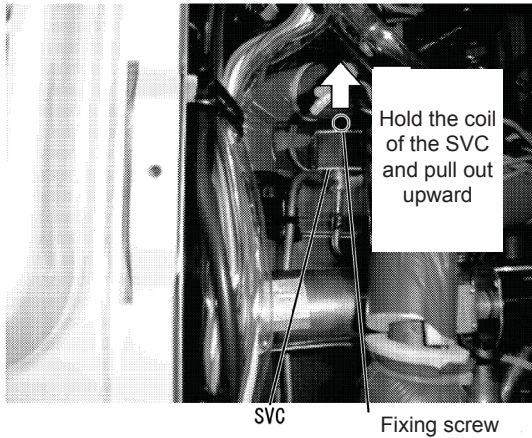 Hold the coil
of the SVC
and pull out
upward
SVC
Fixing screw